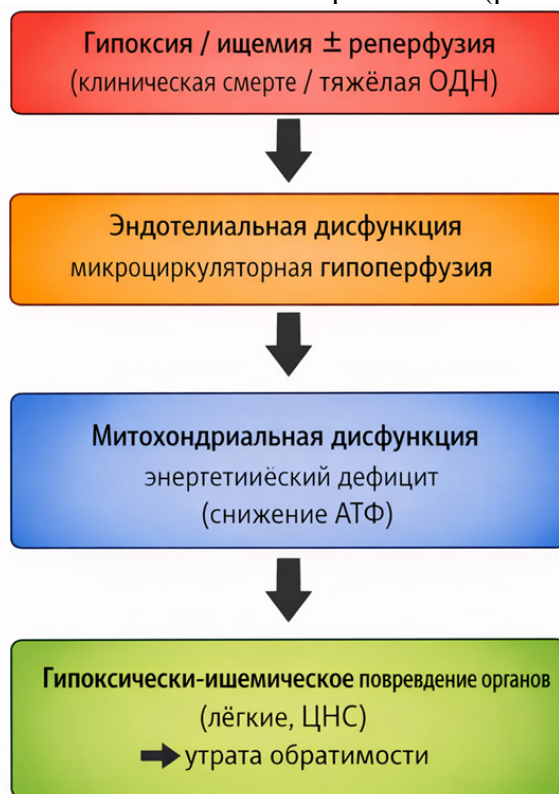 Гипоксия / ищемия ± реперфузия
(клиническая смерте / тяжёлая ОДН)
Эндотелиальная дисфункция
микроциркуляторная гипоперфузия
Митохондриальная дисфункция
энергетииёский дефицит
(снижение АТФ)
Гипоксически-ишемическое повревдение органов
(лёгкие, ЦНС)
➡ утрата обратимости